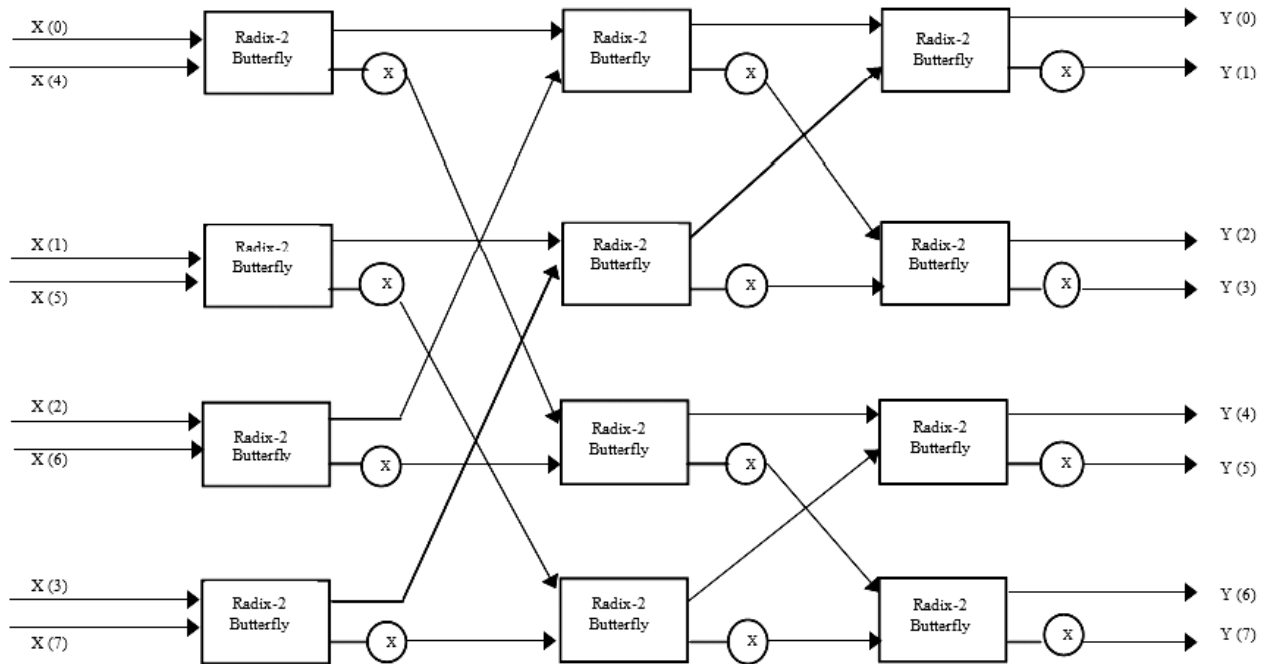 X (0)
X (4)
Radix-2
Butterfly
X
Radix-2
Butterfly
X
Radix-2
Butterfly
X
Y (0)
Y (1)
X (1)
X (5)
Radix-2
Butterfly
X
Radix-2
Butterfly
X
Radix-2
Butterfly
X
Y (2)
Y (3)
X (2)
X (6)
Radix-2
Butterfly
X
Radix-2
Butterfly
X
Radix-2
Butterfly
X
Y (4)
Y (5)
X (3)
X (7)
Radix-2
Butterfly
X
Radix-2
Butterfly
X
Radix-2
Butterfly
X
Y (6)
Y (7)